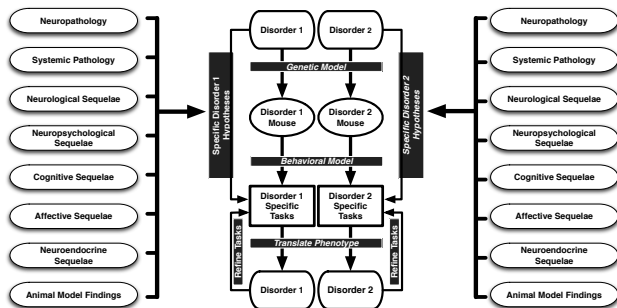 Neuropathology
Systemic Pathology
Neurological Sequelae
Neuropsychological
Sequelae
Cognitive Sequelae
Affective Sequelae
Neuroendocrine
Sequelae
Animal Model Findings
Specific Disorder 1
Hypotheses
Disorder 1
Disorder 2
Genetic Model
Disorder 1
Mouse
Disorder 2
Mouse
Behavioral Model
Disorder 1
Specific
Tasks
Disorder 2
Specific
Tasks
Refine Tasks
Translate Phenotype
Refine Tasks
Disorder 1
Disorder 2
Specific Disorder 2
Hypotheses
Neuropathology
Systemic Pathology
Neurological Sequelae
Neuropsychological
Sequelae
Cognitive Sequelae
Affective Sequelae
Neuroendocrine
Sequelae
Animal Model Findings